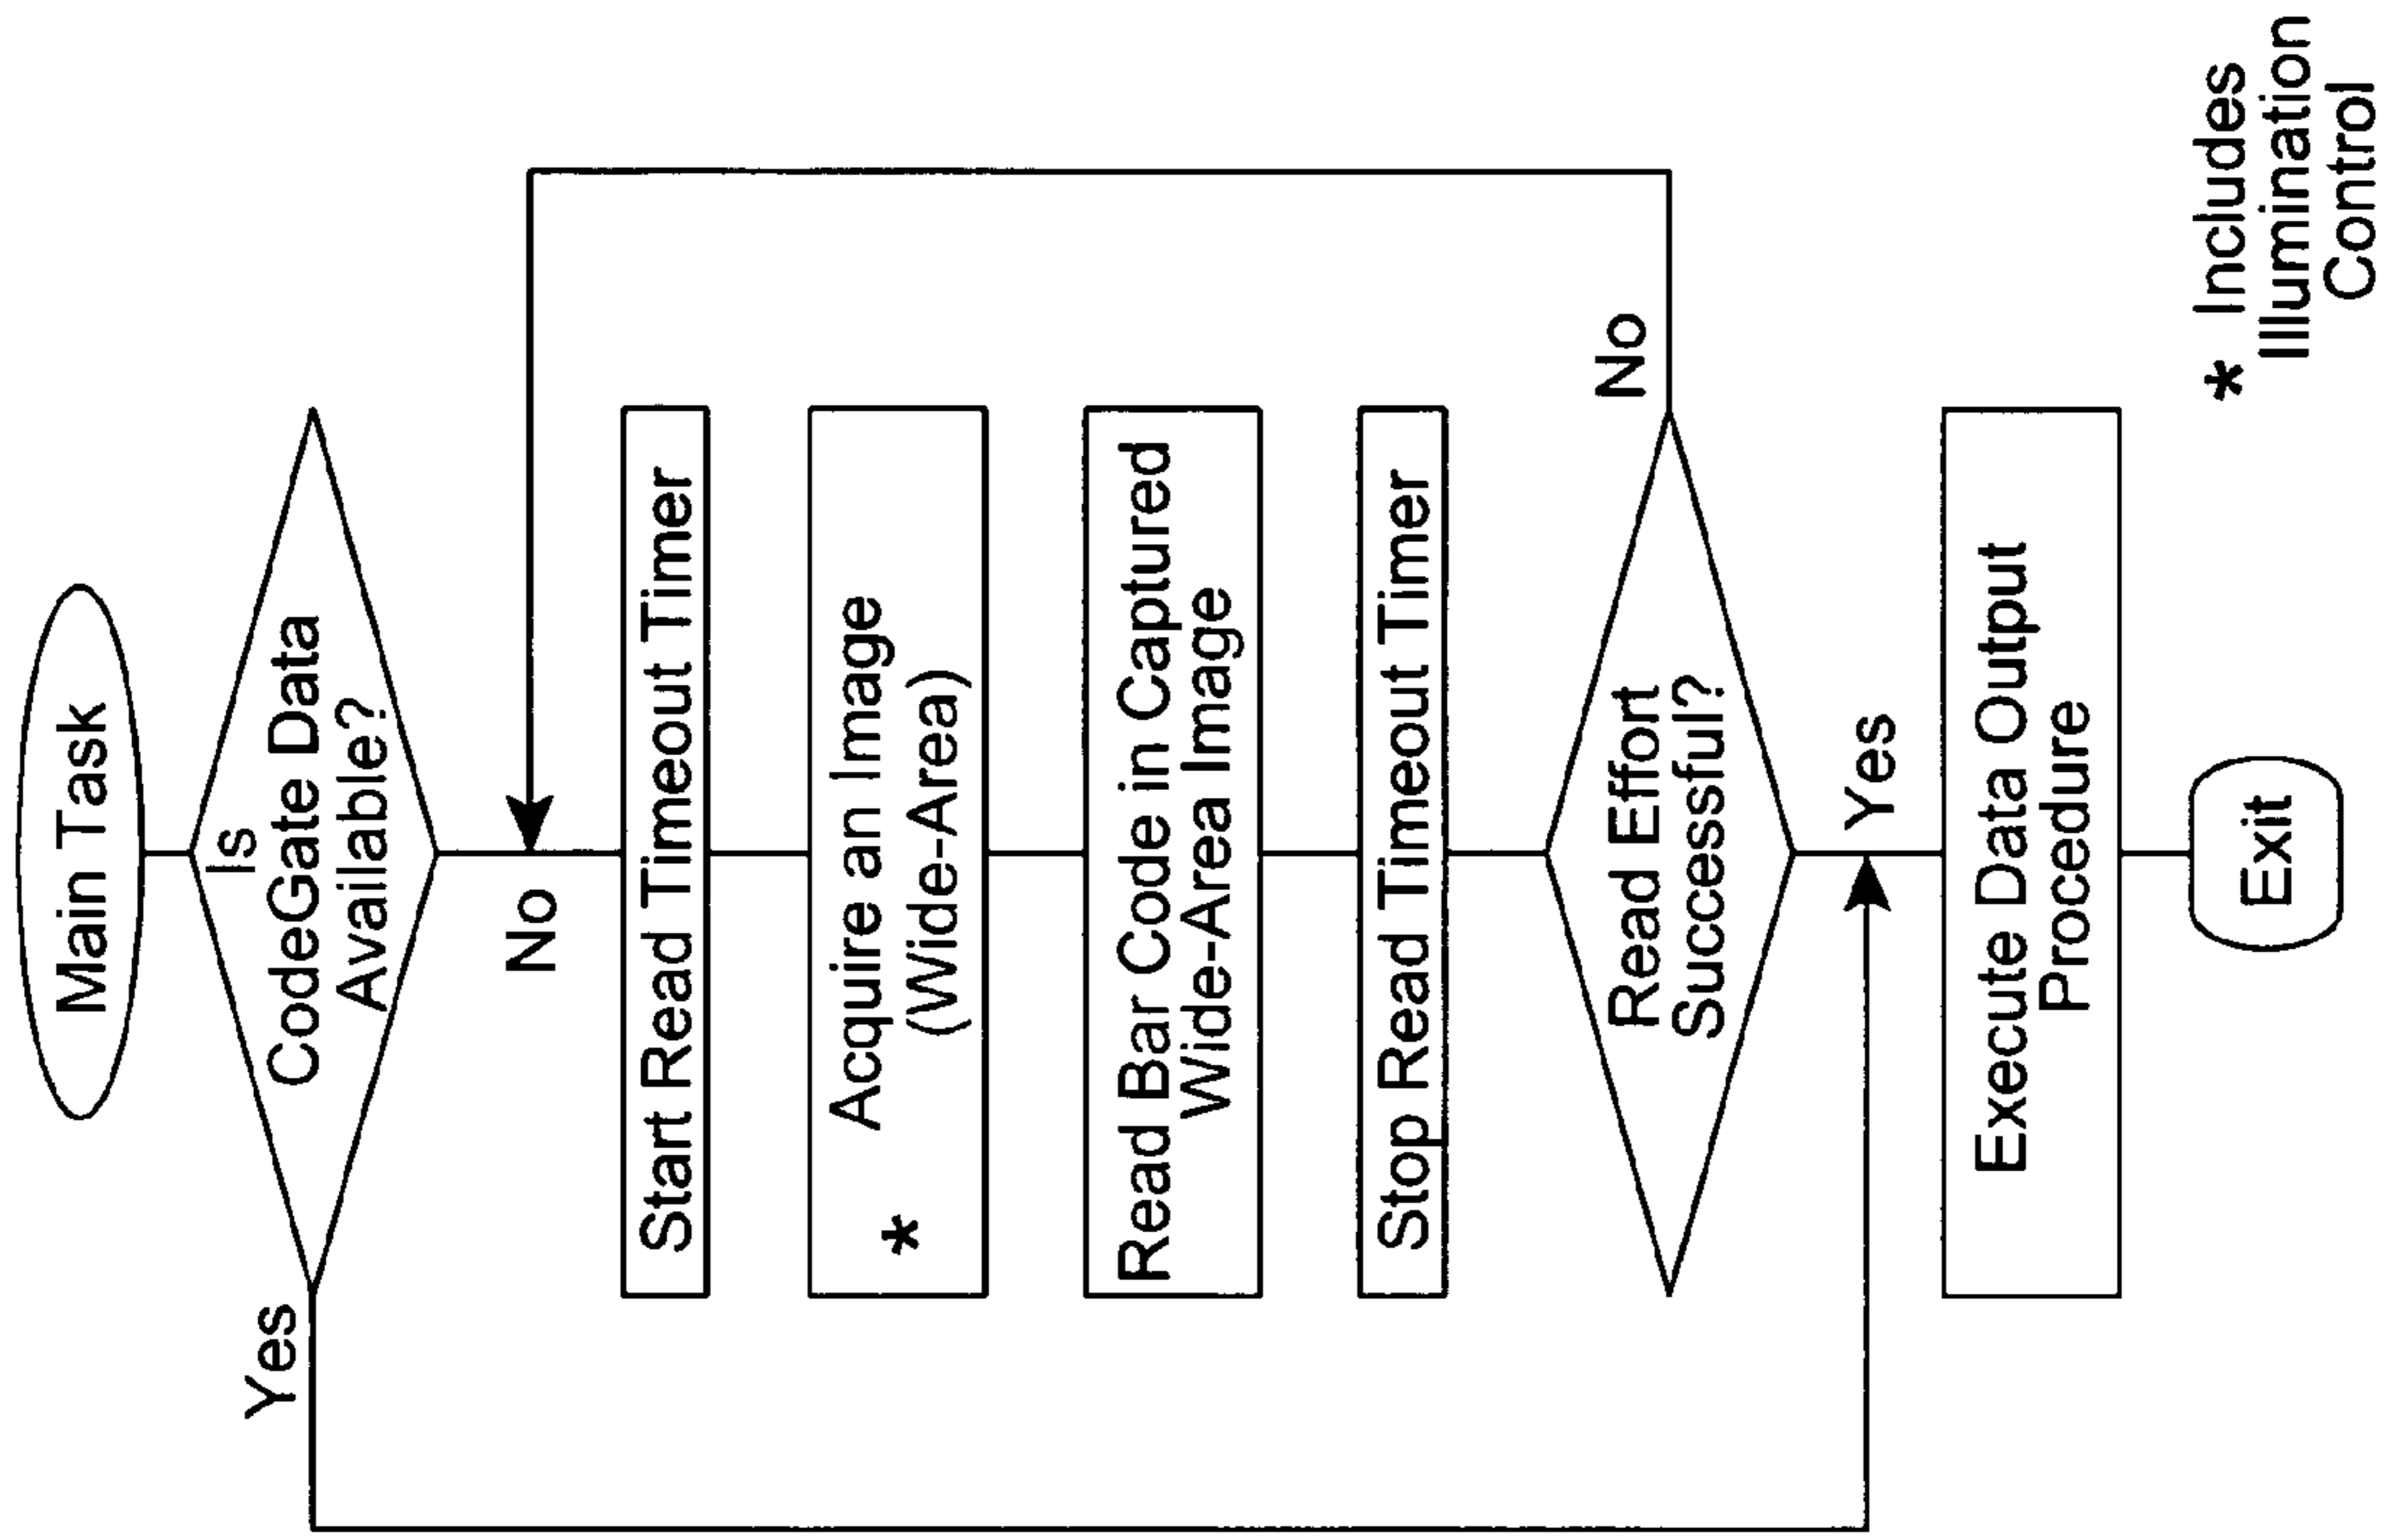 Main Task
Is
CodeGate Data
Available?
Yes
No
Start Read Timeout Timer
Acquire an Image
(Wide-Area)
*
Read Bar Code in Captured
Wide-Area Image
Stop Read Timeout Timer
Read Effort
Successful?
No
Yes
Execute Data Output
Procedure
Exit
* Includes
Illumination
Control